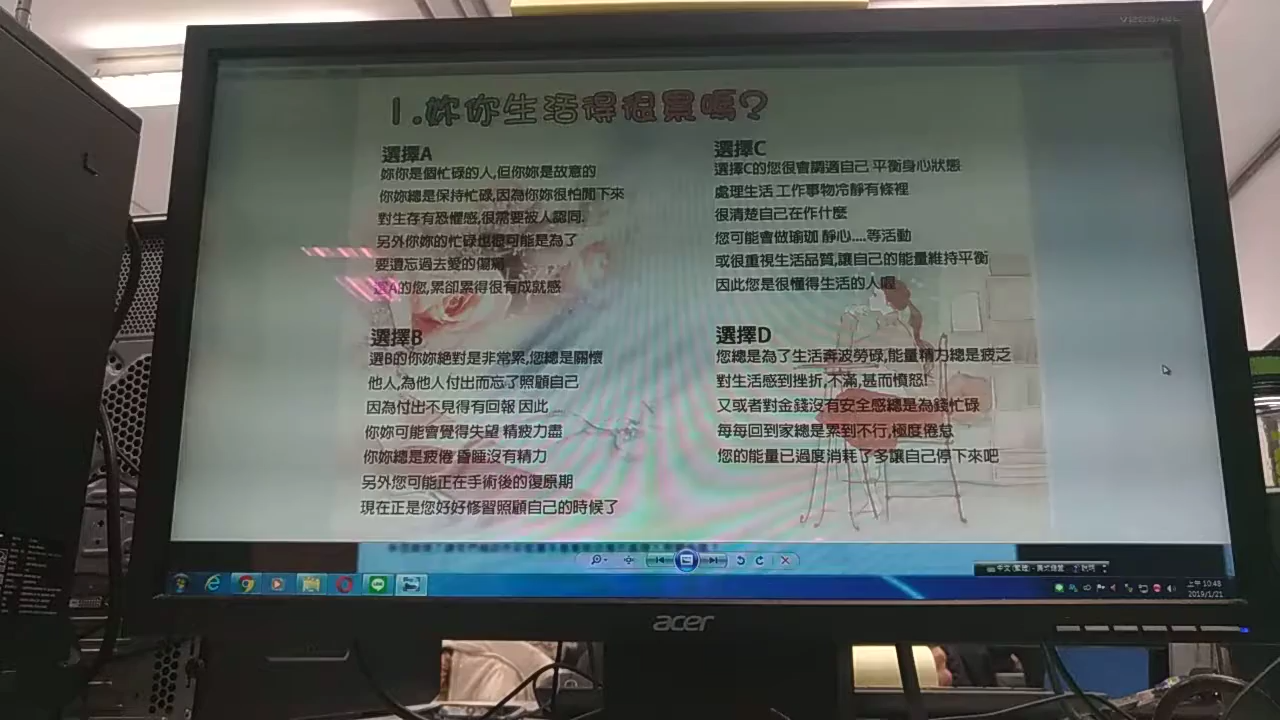 1.妳你生活得很累嗎?
選擇A
妳你是個忙碌的人,但你妳是故意的
你妳總是保持忙碌,因為你妳很怕閒下來
對生存有恐懼感,很需要被人認同.
另外你妳的忙碌也很可能是為了
要遺忘過去愛的傷痛
選A的您,累卻累得很有成就感
選擇B
選B的你妳絕對是非常累,您總是關懷
他人,為他人付出而忘了照顧自己
因為付出不見得有回報 因此
你妳可能會覺得失望 精疲力盡
你妳總是疲倦 昏睡沒有精力
另外您可能正在手術後的復原期
現在正是您好好修習照顧自己的時候了
選擇C
選擇C的您很會調適自己 平衡身心狀態
處理生活 工作事物冷靜有條裡
很清楚自己在作什麼
您可能會做瑜珈 靜心....等活動
或很重視生活品質,讓自己的能量維持平衡
因此您是很懂得生活的人喔
選擇D
您總是為了生活奔波勞碌,能量精力總是疲乏
對生活感到挫折,不滿,甚而憤怒!
又或者對金錢沒有安全感總是為錢忙碌
每每回到家總是累到不行,極度倦怠
您的能量已過度消耗了多讓自己停下來吧
上午 10:48
2019/1/21
acer